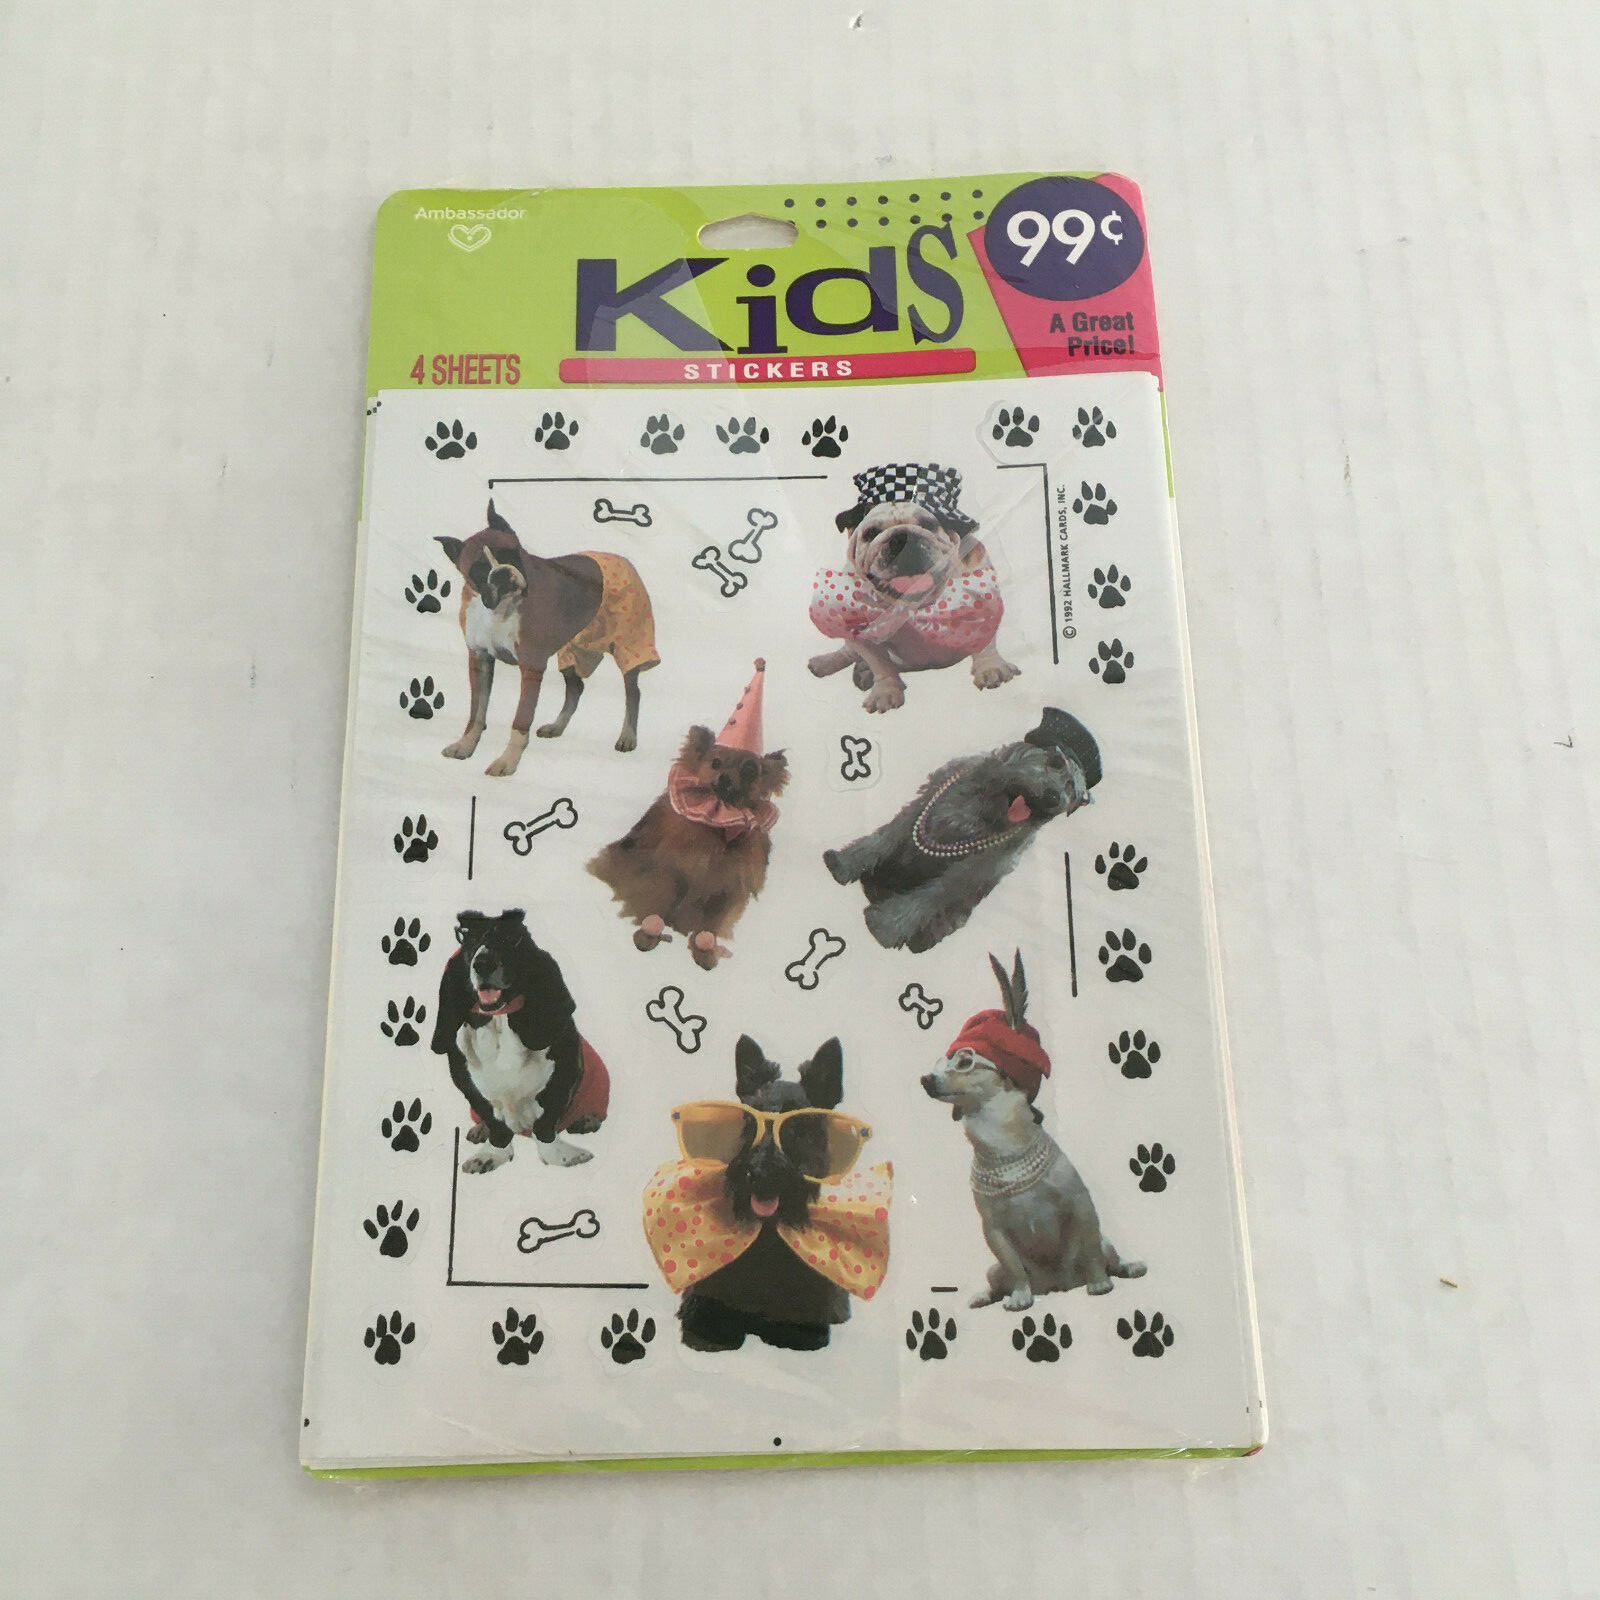 Ambassador
99¢
Kids
A Great
Price!
4 SHEETS
STICKERS
© 1992 HALLMARK CARDS, INC.